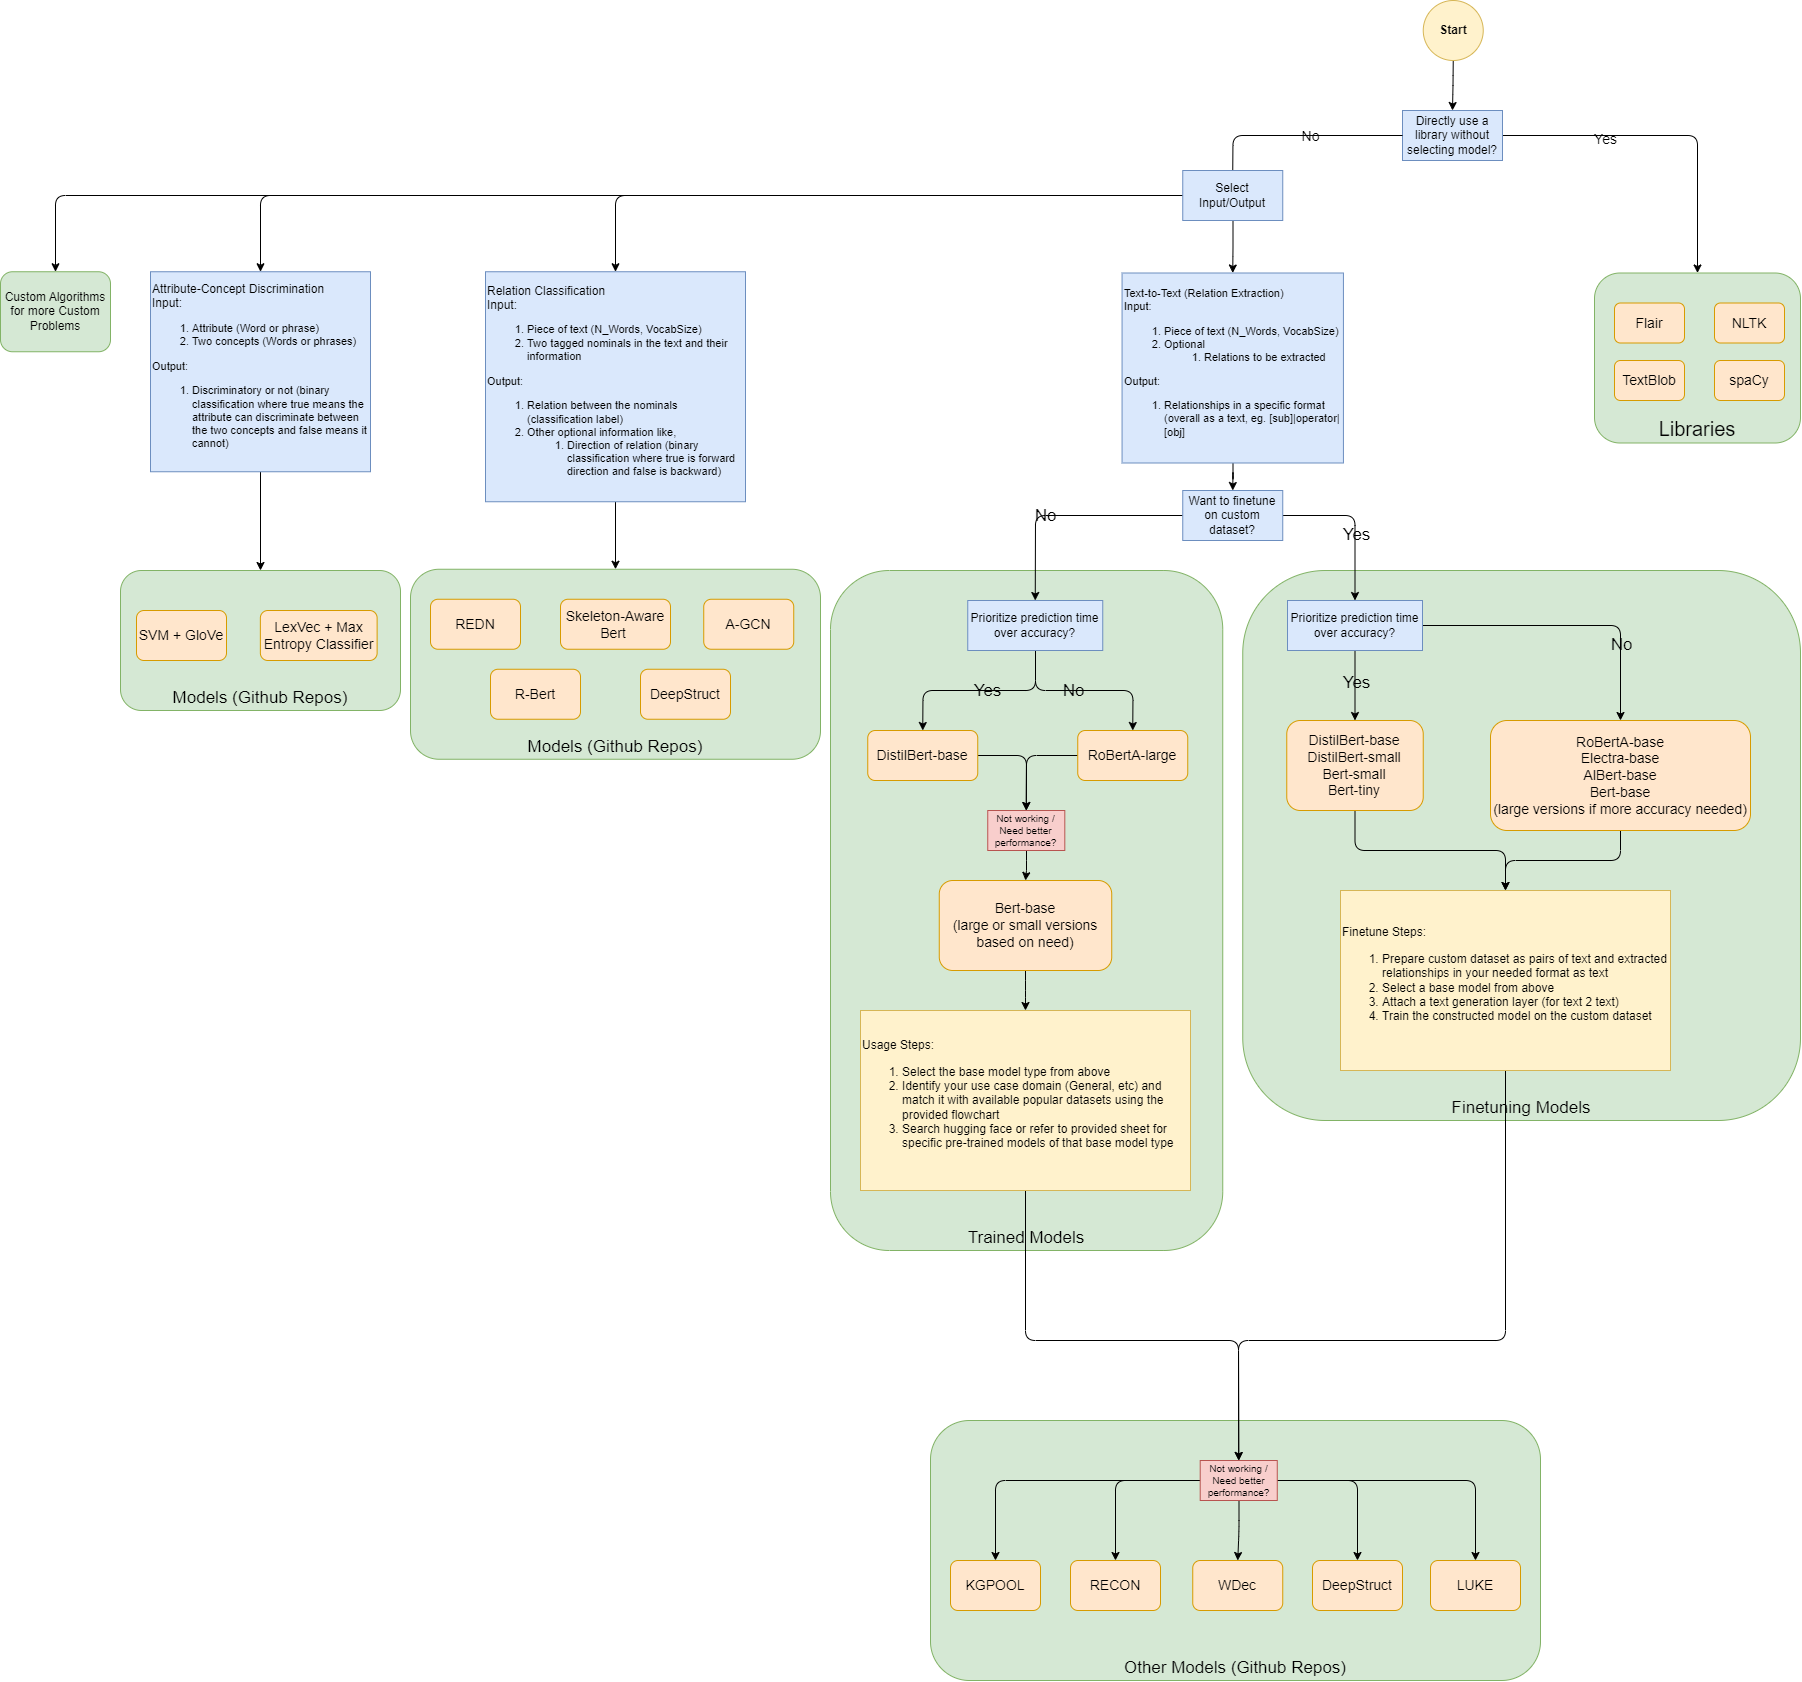 Start
Directly use a
library without
selecting model?
No
Yes
Select
Input/Output
Custom Algorithms
for more Custom
Problems
Attribute-Concept Discrimination
Input:
1. Attribute (Word or phrase)
2. Two concepts (Words or phrases)
Output:
1. Discriminatory or not (binary
classification where true means the
attribute can discriminate between
the two concepts and false means it
cannot)
Relation Classification
Input:
1. Piece of text (N_Words, VocabSize)
2. Two tagged nominals in the text and their
information
Output:
1. Relation between the nominals
(classification label)
2. Other optional information like,
1. Direction of relation (binary
classification where true is forward
direction and false is backward)
Text-to-Text (Relation Extraction)
Input:
1. Piece of text (N_Words, VocabSize)
2. Optional
1. Relations to be extracted
Output:
1. Relationships in a specific format
(overall as a text, eg. [sub]|operator|
[obj]
Flair
NLTK
TextBlob
spaCy
Libraries
Want to finetune
on custom
dataset?
No
Yes
SVM + GloVe
LexVec + Max
Entropy Classifier
Models (Github Repos)
REDN
Skeleton-Aware
Bert
A-GCN
R-Bert
DeepStruct
Models (Github Repos)
Prioritize prediction time
over accuracy?
Yes
No
DistilBert-base
RoBertA-large
Not working /
Need better
performance?
Bert-base
(large or small versions
based on need)
Usage Steps:
1. Select the base model type from above
2. Identify your use case domain (General, etc) and
match it with available popular datasets using the
provided flowchart
3. Search hugging face or refer to provided sheet for
specific pre-trained models of that base model type
Trained Models
Prioritize prediction time
over accuracy?
No
Yes
DistilBert-base
DistilBert-small
Bert-small
Bert-tiny
RoBertA-base
Electra-base
AlBert-base
Bert-base
(large versions if more accuracy needed)
Finetune Steps:
1. Prepare custom dataset as pairs of text and extracted
relationships in your needed format as text
2. Select a base model from above
3. Attach a text generation layer (for text 2 text)
4. Train the constructed model on the custom dataset
Finetuning Models
Not working /
Need better
performance?
KGPOOL
RECON
WDec
DeepStruct
LUKE
Other Models (Github Repos)